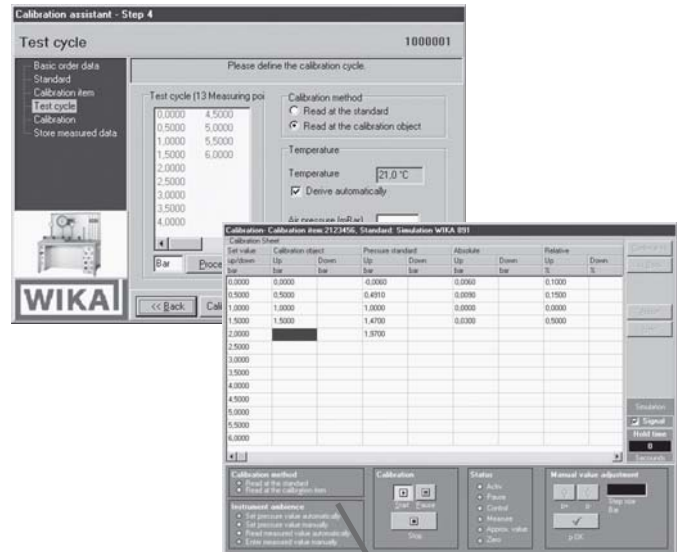 Calibration assistant - Step 4
Test cycle 1000001
Basic order data
Standard
Calibration item
Test cycle
Calibration
Store measured data
Please define the calibration cycle.
Test cycle (13 Measuring poi
0,0000 4,5000
0,5000 5,0000
1,0000 5,5000
1,5000 6,0000
2,0000
2,5000
3,0000
3,5000
4,0000
Bar
Calibration method
Read at the standard
Read at the calibration object
Temperature
Temperature 21,0 °C
Derive automatically
Air pressure (mBar)
WIKAI
<< Back Cali
Calibration- Calibration item 2123456, Standard: Simulation WIKA 891
Calibration Sheet
Set value Calibration object Pressure standard Absolute Relative
up/down Up Down Up Down Up Down Up Down
bar bar bar bar bar bar bar % %
0,0000 0,0000 -0,0060 0,0060 0,1000
0,5000 0,5000 0,4910 0,0090 0,1500
1,0000 1,0000 1,0000 0,0000 0,0000
1,5000 1,5000 1,4700 0,0300 0,5000
2,0000 1,9700
2,5000
3,0000
3,5000
4,0000
4,5000
5,0000
5,5000
6,0000
Simulation
Signal
Hold time
0
Secounds
Calibration method
Read at the standard
Read at the calibration item
Instrument ambience
Set pressure value automatically
Set pressure value manually
Read measured value automatically
Enter measured value manually
Calibration
Start Pause
Stop
Status
Activ
Pause
Control
Measure
Approx. value
Zero
Manual value adjustment
p+ p-
Step size
Bar
p OK